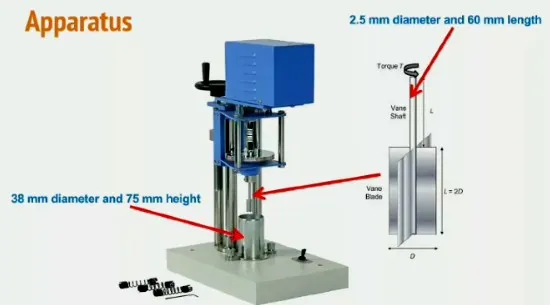 Apparatus
2.5 mm diameter and 60 mm length
Torque T
Vane
Shaft
L
38 mm diameter and 75 mm height
Vane
Blade
L = 2D
D